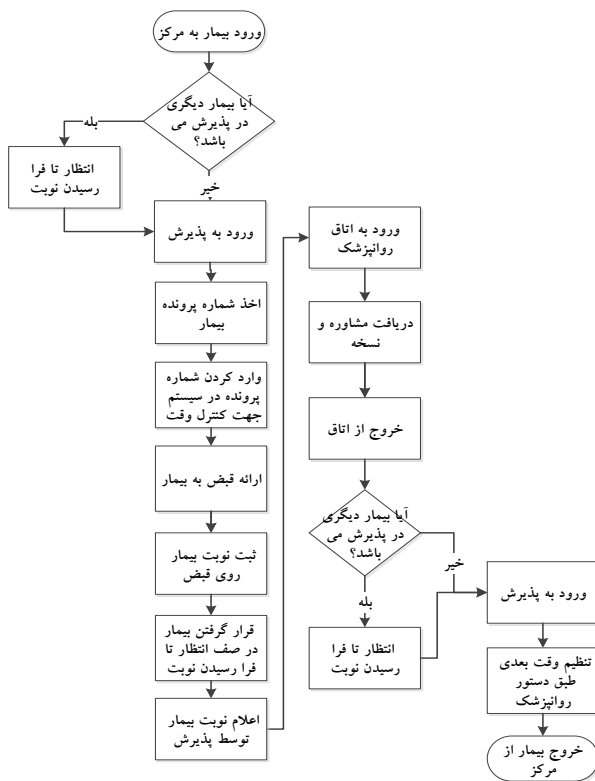 ورود بیمار به مرکز
آیا بیمار دیگری
در پذیرش می
باشد؟
بله
انتظار تا فرا
رسیدن نوبت
خیر
ورود به پذیرش
اخذ شماره پرونده
بیمار
وارد کردن شماره
پرونده در سیستم
جهت کنترل وقت
ارائه قبض به بیمار
ثبت نوبت بیمار
روی قبض
قرار گرفتن بیمار
در صف انتظار تا
فرا رسیدن نوبت
اعلام نوبت بیمار
توسط پذیرش
ورود به اتاق
روانپزشک
دریافت مشاوره و
نسخه
خروج از اتاق
آیا بیمار دیگری
در پذیرش می
باشد؟
خیر
بله
انتظار تا فرا
رسیدن نوبت
ورود به پذیرش
تنظیم وقت بعدی
طبق دستور
روانپزشک
خروج بیمار از
مرکز